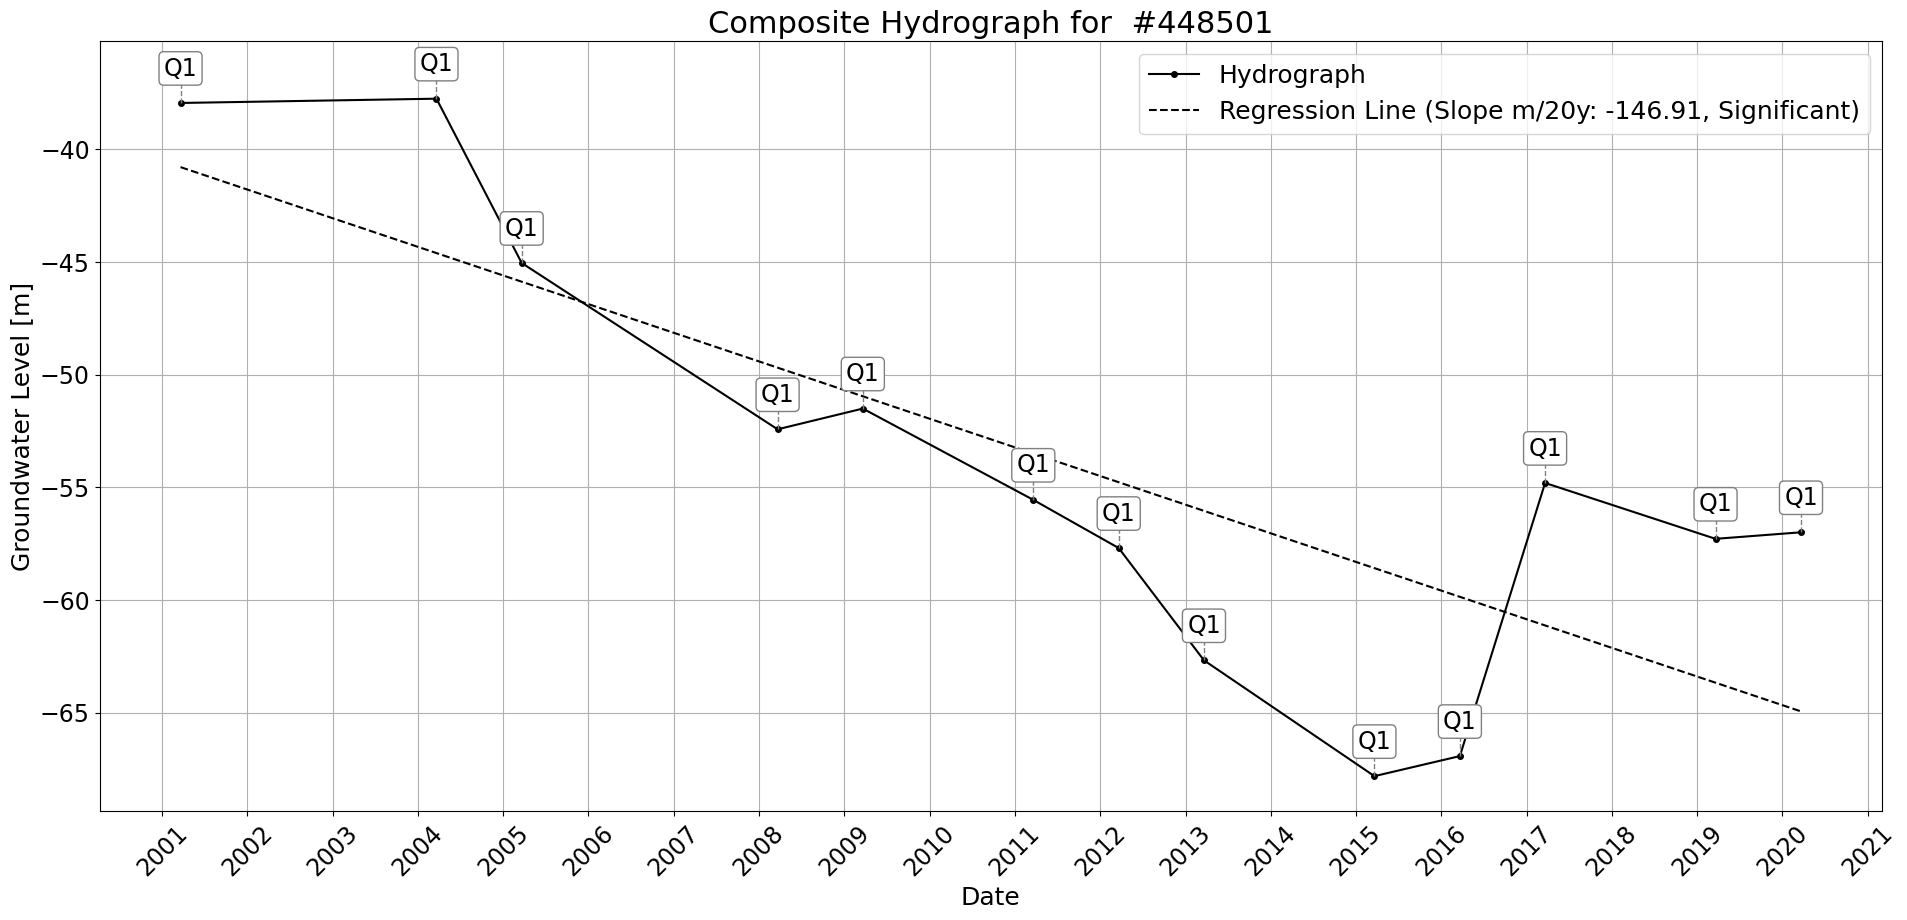 Composite Hydrograph for  #448501
Hydrograph
Regression Line (Slope m/20y: -146.91, Significant)
Q1
Q1
Q1
Q1
Q1
Q1
Q1
Q1
Q1
Q1
Q1
Q1
Q1
Groundwater Level [m]
−40
−45
−50
−55
−60
−65
2001
2002
2003
2004
2005
2006
2007
2008
2009
2010
2011
2012
2013
2014
2015
2016
2017
2018
2019
2020
2021
Date